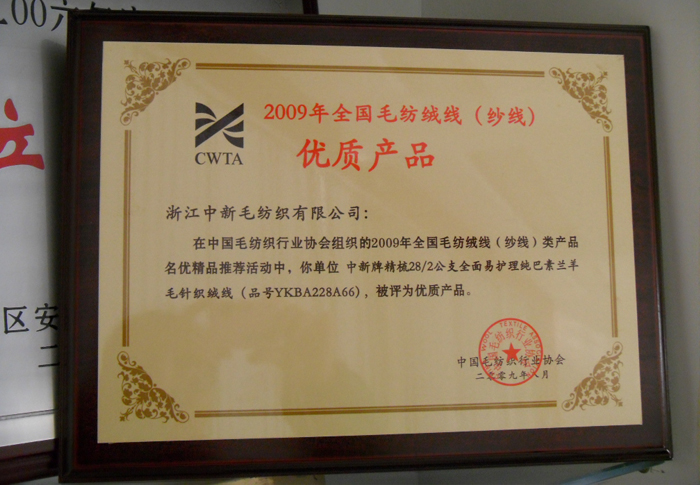 立
区安
二
CWTA
2009年全国毛纺绒线（纱线）
优质产品
浙江中新毛纺织有限公司：
在中国毛纺织行业协会组织的2009年全国毛纺绒线（纱线）类产品
名优精品推荐活动中，你单位 中新牌精梳28/2公支全面易护理纯巴素兰羊
毛针织绒线（品号YKBA228A66），被评为优质产品。
中国毛纺织行业协会
二〇〇九年八月